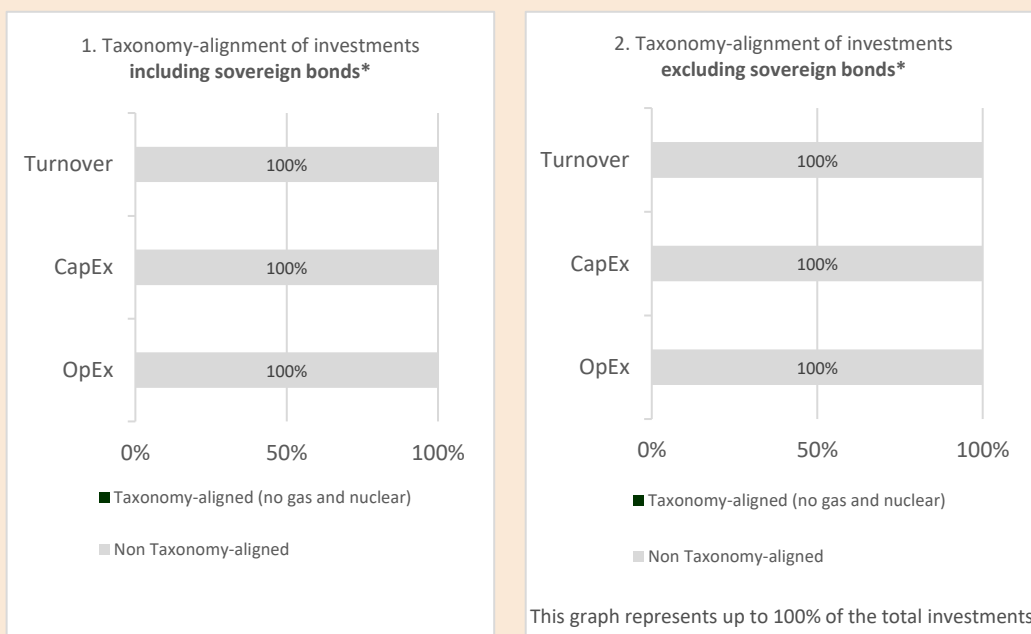 1. Taxonomy-alignment of investments
including sovereign bonds*
Turnover
100%
CapEx
100%
OpEx
100%
0% 50% 100%
Taxonomy-aligned (no gas and nuclear)
Non Taxonomy-aligned
2. Taxonomy-alignment of investments
excluding sovereign bonds*
Turnover
100%
CapEx
100%
OpEx
100%
0% 50% 100%
Taxonomy-aligned (no gas and nuclear)
Non Taxonomy-aligned
This graph represents up to 100% of the total investments